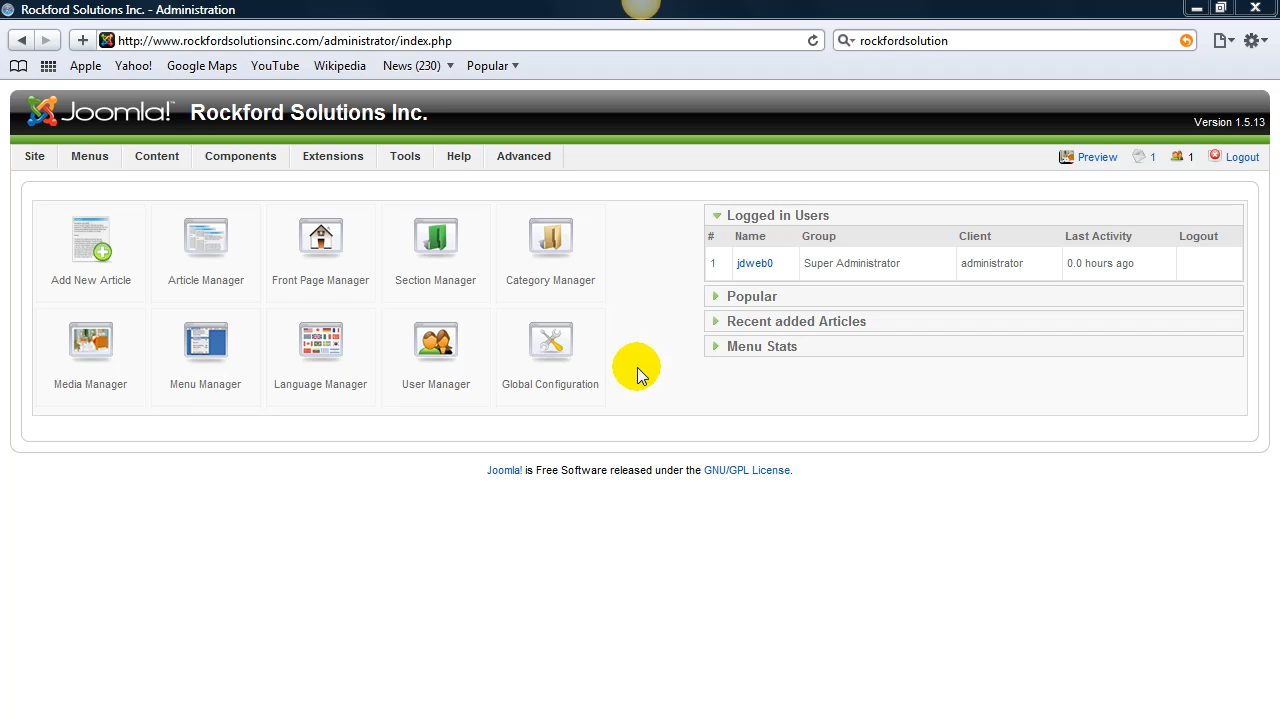 Rockford Solutions Inc. - Administration
http://www.rockfordsolutionsinc.com/administrator/index.php
rockfordsolution
Apple Yahoo! Google Maps YouTube Wikipedia News (230) Popular
Joomla! Rockford Solutions Inc.
Version 1.5.13
Site Menus Content Components Extensions Tools Help Advanced Preview 1 1 Logout
Add New Article Article Manager Front Page Manager Section Manager Category Manager
Media Manager Menu Manager Language Manager User Manager Global Configuration
Logged in Users
# Name Group Client Last Activity Logout
1 jdweb0 Super Administrator administrator 0.0 hours ago
Popular
Recent added Articles
Menu Stats
Joomla! is Free Software released under the GNU/GPL License.